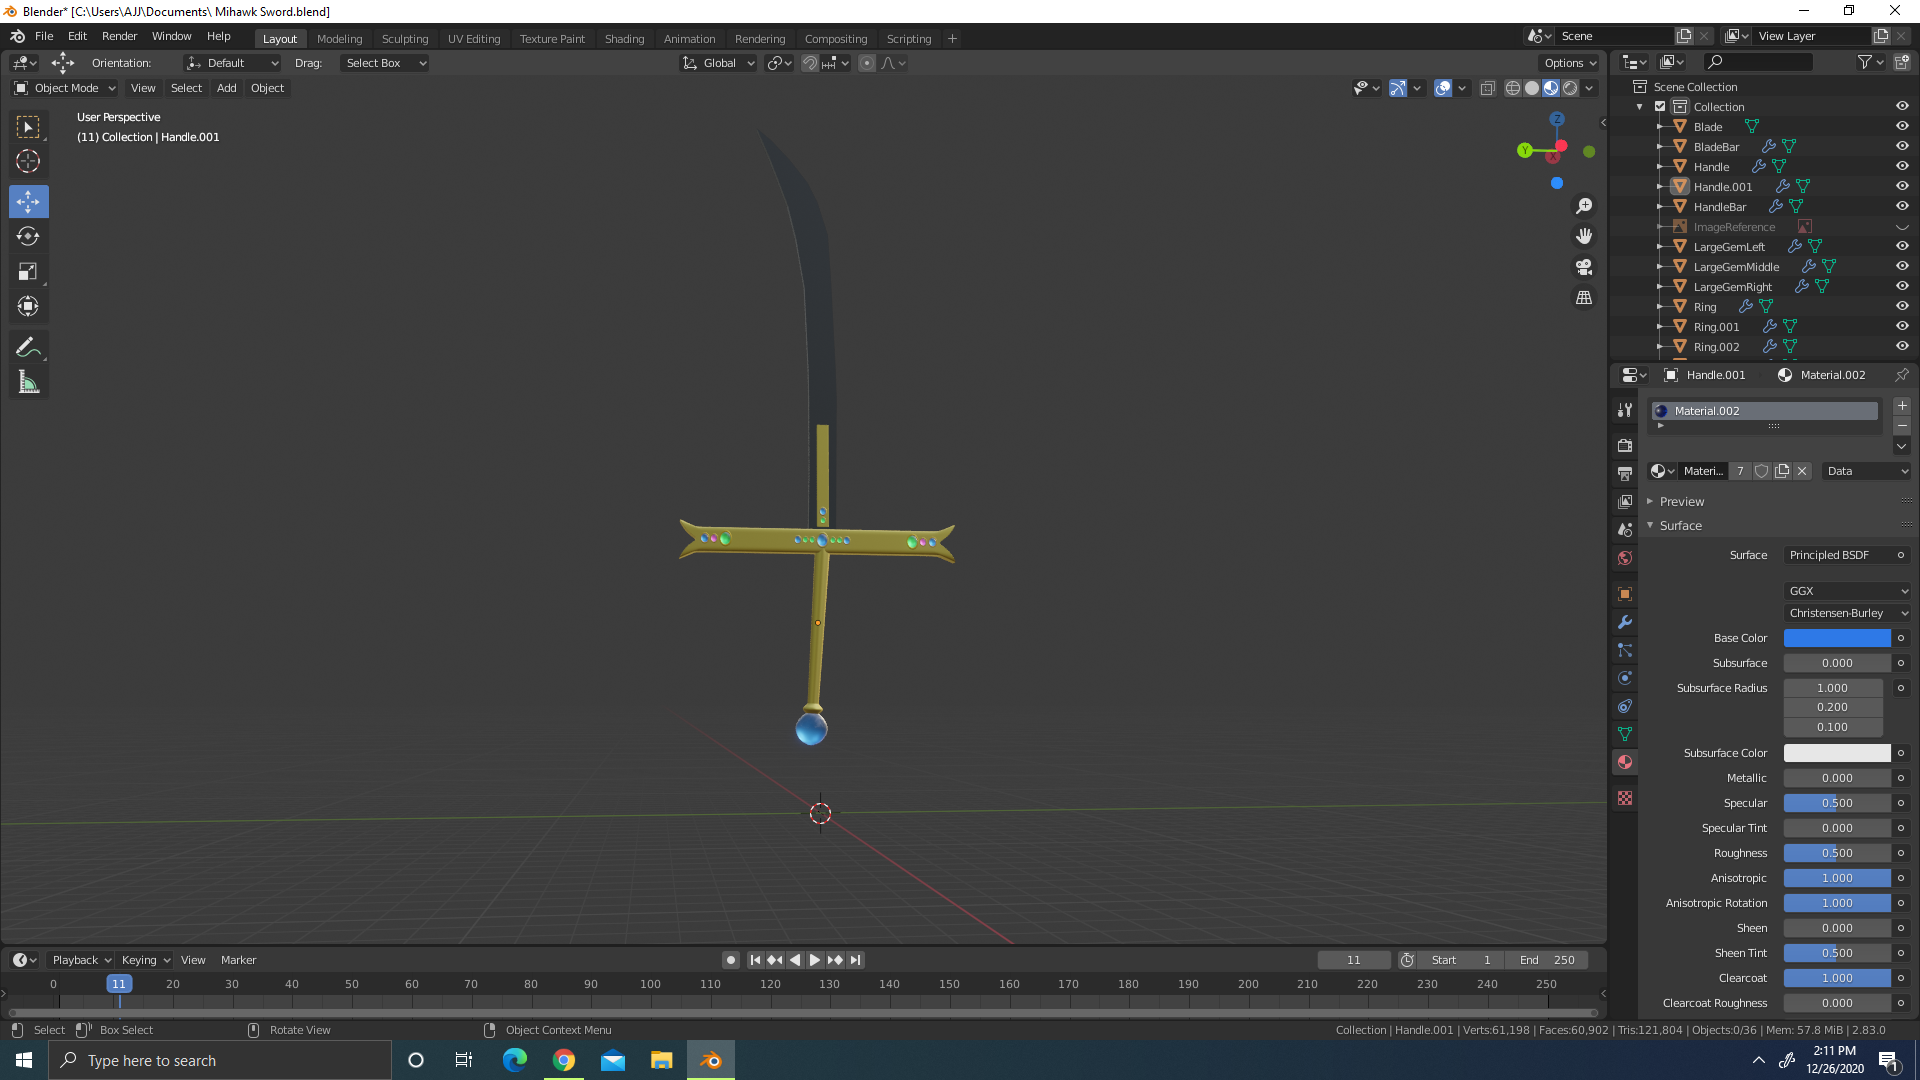 Blender* [C:\Users\AJJ\Documents\ Mihawk Sword.blend]
File Edit Render Window Help Layout Modeling Sculpting UV Editing Texture Paint Shading Animation Rendering Compositing Scripting Scene View Layer
Orientation: Default Drag: Select Box Global Options
Object Mode View Select Add Object
User Perspective
(11) Collection | Handle.001
Z
Y
X
Scene Collection
Collection
Blade
BladeBar
Handle
Handle.001
HandleBar
ImageReference
LargeGemLeft
LargeGemMiddle
LargeGemRight
Ring
Ring.001
Ring.002
Handle.001 Material.002
Material.002
Materi... 7 Data
Preview
Surface
Surface Principled BSDF
GGX
Christensen-Burley
Base Color
Subsurface 0.000
Subsurface Radius 1.000
0.200
0.100
Subsurface Color
Metallic 0.000
Specular 0.500
Specular Tint 0.000
Roughness 0.500
Anisotropic 1.000
Anisotropic Rotation 1.000
Sheen 0.000
Sheen Tint 0.500
Clearcoat 1.000
Clearcoat Roughness 0.000
Playback Keying View Marker 11 Start 1 End 250
0 11 20 30 40 50 60 70 80 90 100 110 120 130 140 150 160 170 180 190 200 210 220 230 240 250
Select Box Select Rotate View Object Context Menu Collection | Handle.001 | Verts:61,198 | Faces:60,902 | Tris:121,804 | Objects:0/36 | Mem: 57.8 MiB | 2.83.0
Type here to search
2:11 PM
12/26/2020
1